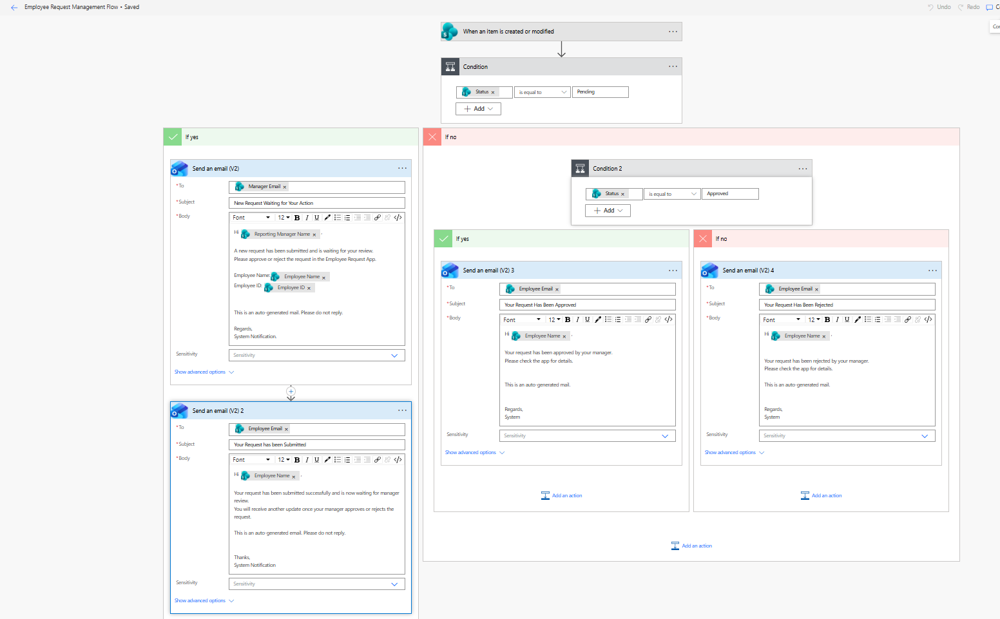 Employee Request Management Flow • Saved
Undo
Redo
When an item is created or modified
Condition
Status ×
is equal to
Pending
+ Add
If yes
Send an email (V2)
* To
Manager Email ×
* Subject
New Request Waiting for Your Action
* Body
Font 12 B I U </>
Hi Reporting Manager Name × ,
A new request has been submitted and is waiting for your review.
Please approve or reject the request in the Employee Request App.
Employee Name: Employee Name ×
Employee ID: Employee ID ×
This is an auto-generated mail. Please do not reply.
Regards,
System Notification.
Sensitivity
Sensitivity
Show advanced options
Send an email (V2) 2
* To
Employee Email ×
* Subject
Your Request has been Submitted
* Body
Font 12 B I U </>
Hi Employee Name × ,
Your request has been submitted successfully and is now waiting for manager
review.
You will receive another update once your manager approves or rejects the
request.
This is an auto-generated email. Please do not reply.
Thanks,
System Notification
Sensitivity
Sensitivity
Show advanced options
If no
Condition 2
Status ×
is equal to
Approved
+ Add
If yes
Send an email (V2) 3
* To
Employee Email ×
* Subject
Your Request Has Been Approved
* Body
Font 12 B I U </>
Hi Employee Name × ,
Your request has been approved by your manager.
Please check the app for details.
This is an auto-generated mail.
Regards,
System
Sensitivity
Sensitivity
Show advanced options
Add an action
If no
Send an email (V2) 4
* To
Employee Email ×
* Subject
Your Request Has Been Rejected
* Body
Font 12 B I U </>
Hi Employee Name × ,
Your request has been rejected by your manager.
Please check the app for details.
This is an auto-generated mail.
Regards,
System
Sensitivity
Sensitivity
Show advanced options
Add an action
Add an action